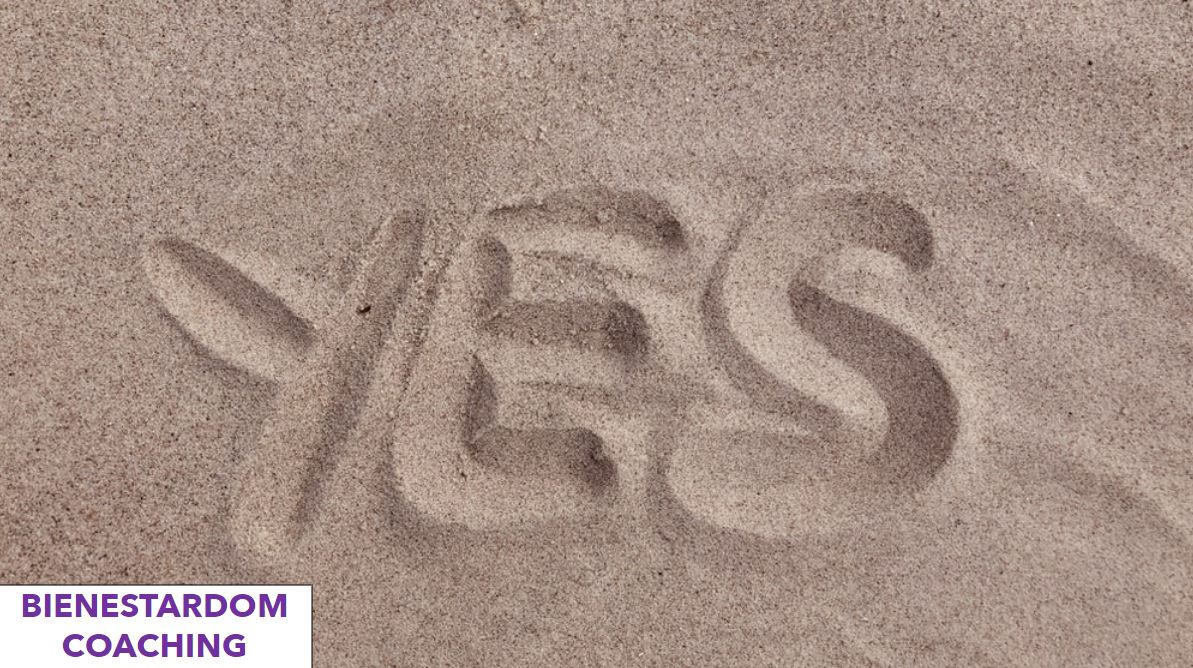 YES
BIENESTARDOM
COACHING